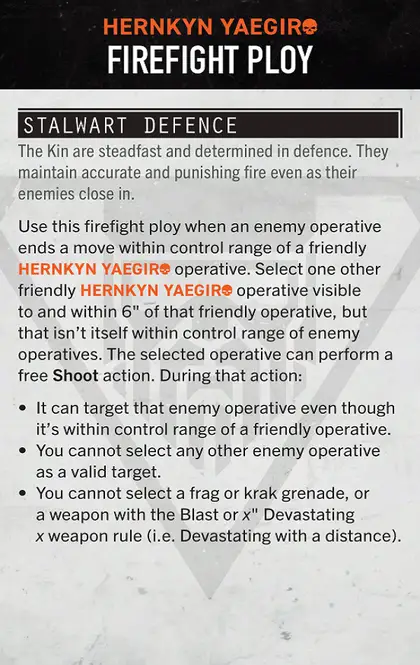 HERNKYN YAEGIR
FIREFIGHT PLOY
STALWART DEFENCE
The Kin are steadfast and determined in defence. They
maintain accurate and punishing fire even as their
enemies close in.
Use this firefight ploy when an enemy operative
ends a move within control range of a friendly
HERNKYN YAEGIR operative. Select one other
friendly HERNKYN YAEGIR operative visible
to and within 6" of that friendly operative, but
that isn't itself within control range of enemy
operatives. The selected operative can perform a
free Shoot action. During that action:
• It can target that enemy operative even though
it's within control range of a friendly operative.
• You cannot select any other enemy operative
as a valid target.
• You cannot select a frag or krak grenade, or
a weapon with the Blast or x" Devastating
x weapon rule (i.e. Devastating with a distance).